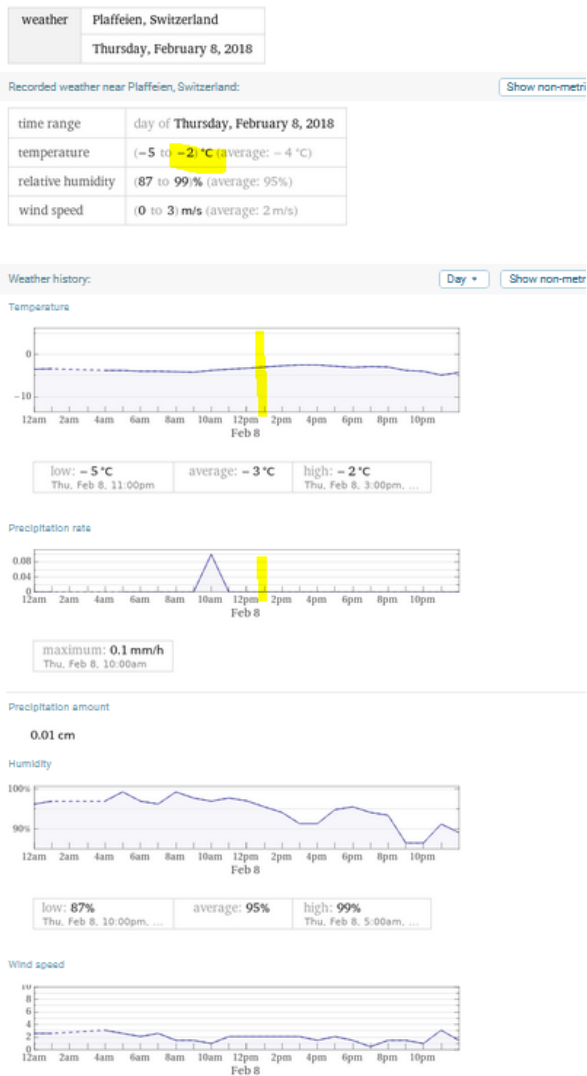 weather Plaffeien, Switzerland
Thursday, February 8, 2018
Recorded weather near Plaffeien, Switzerland: Show non-metri
time range day of Thursday, February 8, 2018
temperature (−5 to −2) °C (average: −4 °C)
relative humidity (87 to 99)% (average: 95%)
wind speed (0 to 3) m/s (average: 2 m/s)
Weather history: Day Show non-metr
Temperature
0
−10
12am 2am 4am 6am 8am 10am 12pm 2pm 4pm 6pm 8pm 10pm
Feb 8
low: −5 °C average: −3 °C high: −2 °C
Thu, Feb 8, 11:00pm Thu, Feb 8, 3:00pm, ...
Precipitation rate
0.08
0.04
0
12am 2am 4am 6am 8am 10am 12pm 2pm 4pm 6pm 8pm 10pm
Feb 8
maximum: 0.1 mm/h
Thu, Feb 8, 10:00am
Precipitation amount
0.01 cm
Humidity
100%
90%
12am 2am 4am 6am 8am 10am 12pm 2pm 4pm 6pm 8pm 10pm
Feb 8
low: 87% average: 95% high: 99%
Thu, Feb 8, 10:00pm, ... Thu, Feb 8, 5:00am, ...
Wind speed
10
8
6
4
2
0
12am 2am 4am 6am 8am 10am 12pm 2pm 4pm 6pm 8pm 10pm
Feb 8